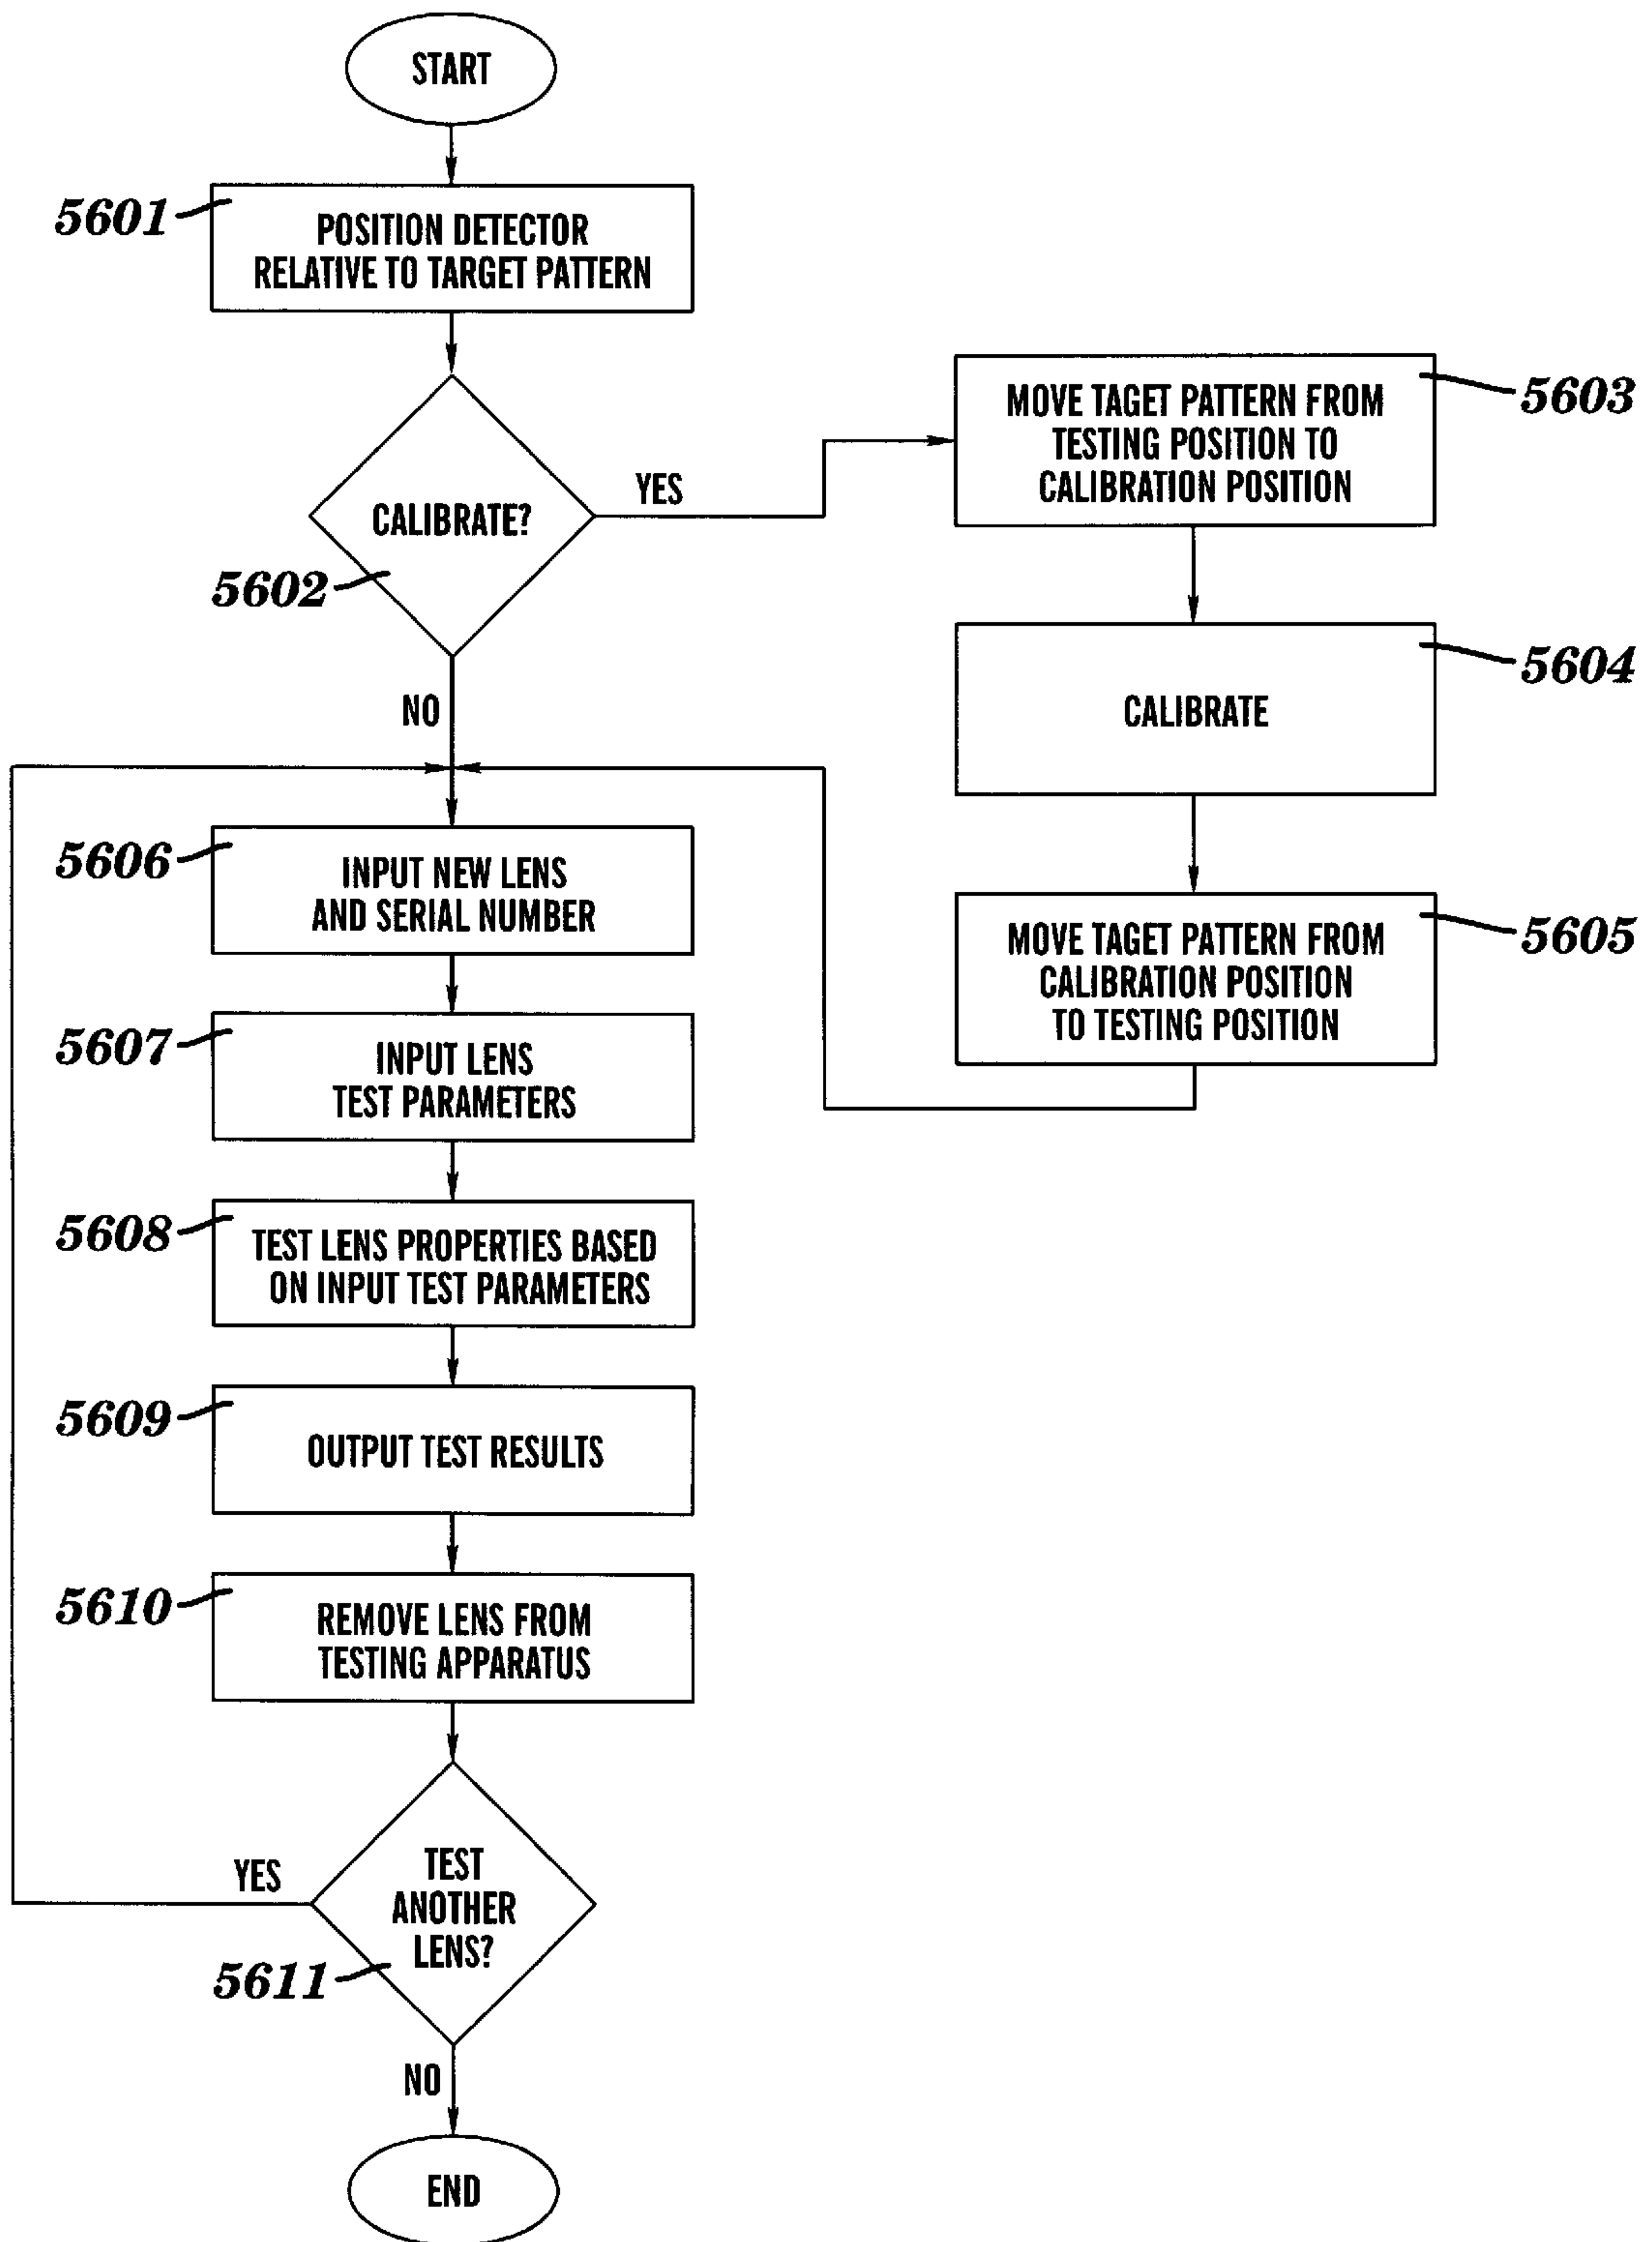 START
5601
POSITION DETECTOR
RELATIVE TO TARGET PATTERN
CALIBRATE?
5602
YES
NO
MOVE TAGET PATTERN FROM
TESTING POSITION TO
CALIBRATION POSITION
5603
CALIBRATE
5604
MOVE TAGET PATTERN FROM
CALIBRATION POSITION
TO TESTING POSITION
5605
5606
INPUT NEW LENS
AND SERIAL NUMBER
5607
INPUT LENS
TEST PARAMETERS
5608
TEST LENS PROPERTIES BASED
ON INPUT TEST PARAMETERS
5609
OUTPUT TEST RESULTS
5610
REMOVE LENS FROM
TESTING APPARATUS
YES
TEST
ANOTHER
LENS?
5611
NO
END